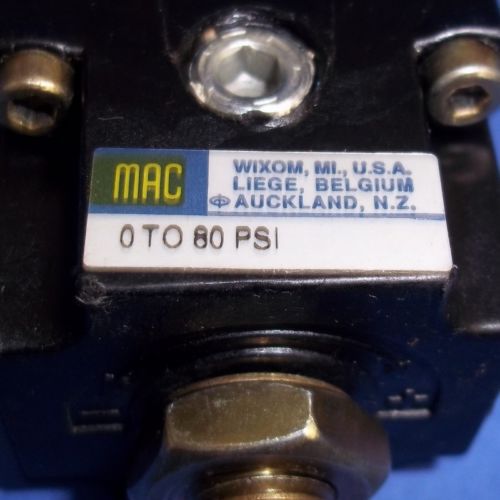 MAC
WIXOM, MI., U.S.A.
LIEGE, BELGIUM
AUCKLAND, N.Z.
0 TO 80 PSI